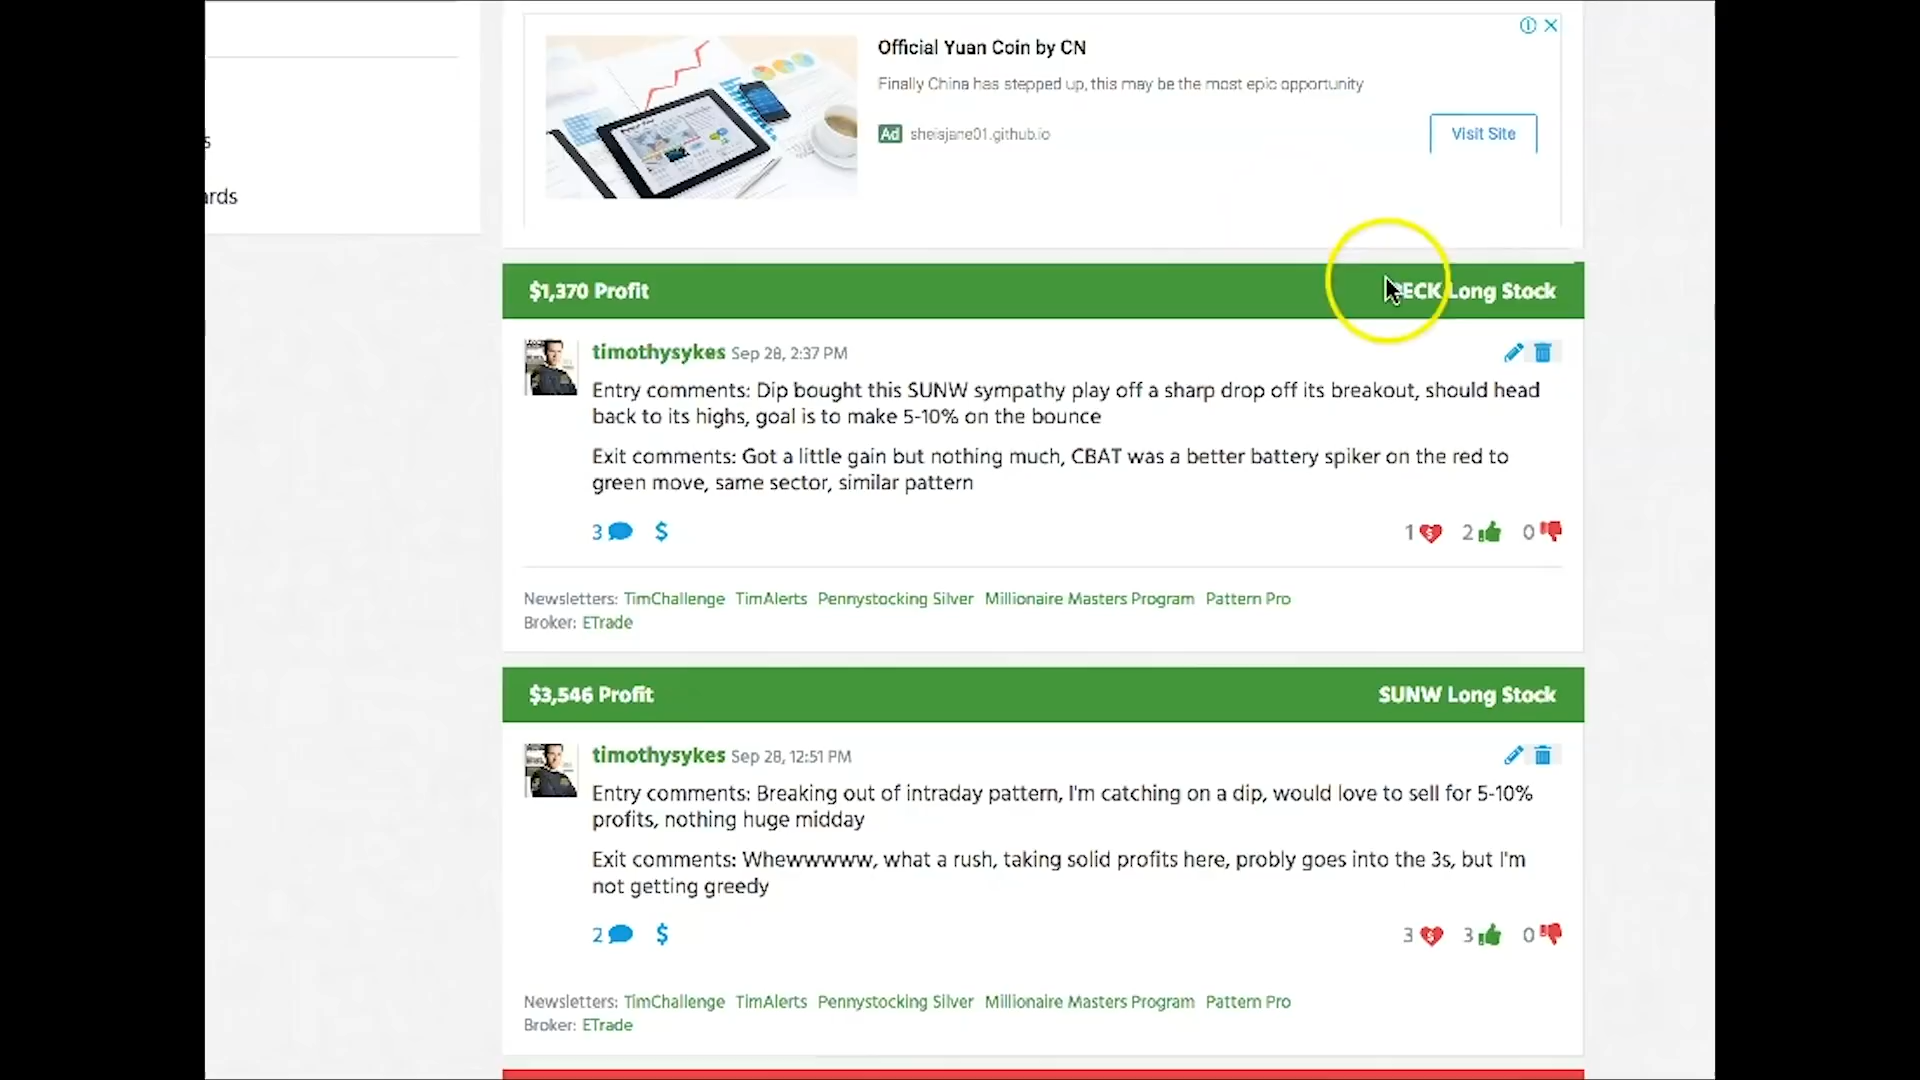 Official Yuan Coin by CN
Finally China has stepped up, this may be the most epic opportunity
Ad sheisjane01.github.io
Visit Site
s
ards
$1,370 Profit
Long Stock
timothysykes Sep 28, 2:37 PM
Entry comments: Dip bought this SUNW sympathy play off a sharp drop off its breakout, should head
back to its highs, goal is to make 5-10% on the bounce
Exit comments: Got a little gain but nothing much, CBAT was a better battery spiker on the red to
green move, same sector, similar pattern
3 $ 1 2 0
Newsletters: TimChallenge TimAlerts Pennystocking Silver Millionaire Masters Program Pattern Pro
Broker: ETrade
$3,546 Profit SUNW Long Stock
timothysykes Sep 28, 12:51 PM
Entry comments: Breaking out of intraday pattern, I'm catching on a dip, would love to sell for 5-10%
profits, nothing huge midday
Exit comments: Whewwwww, what a rush, taking solid profits here, probly goes into the 3s, but I'm
not getting greedy
2 $ 3 3 0
Newsletters: TimChallenge TimAlerts Pennystocking Silver Millionaire Masters Program Pattern Pro
Broker: ETrade